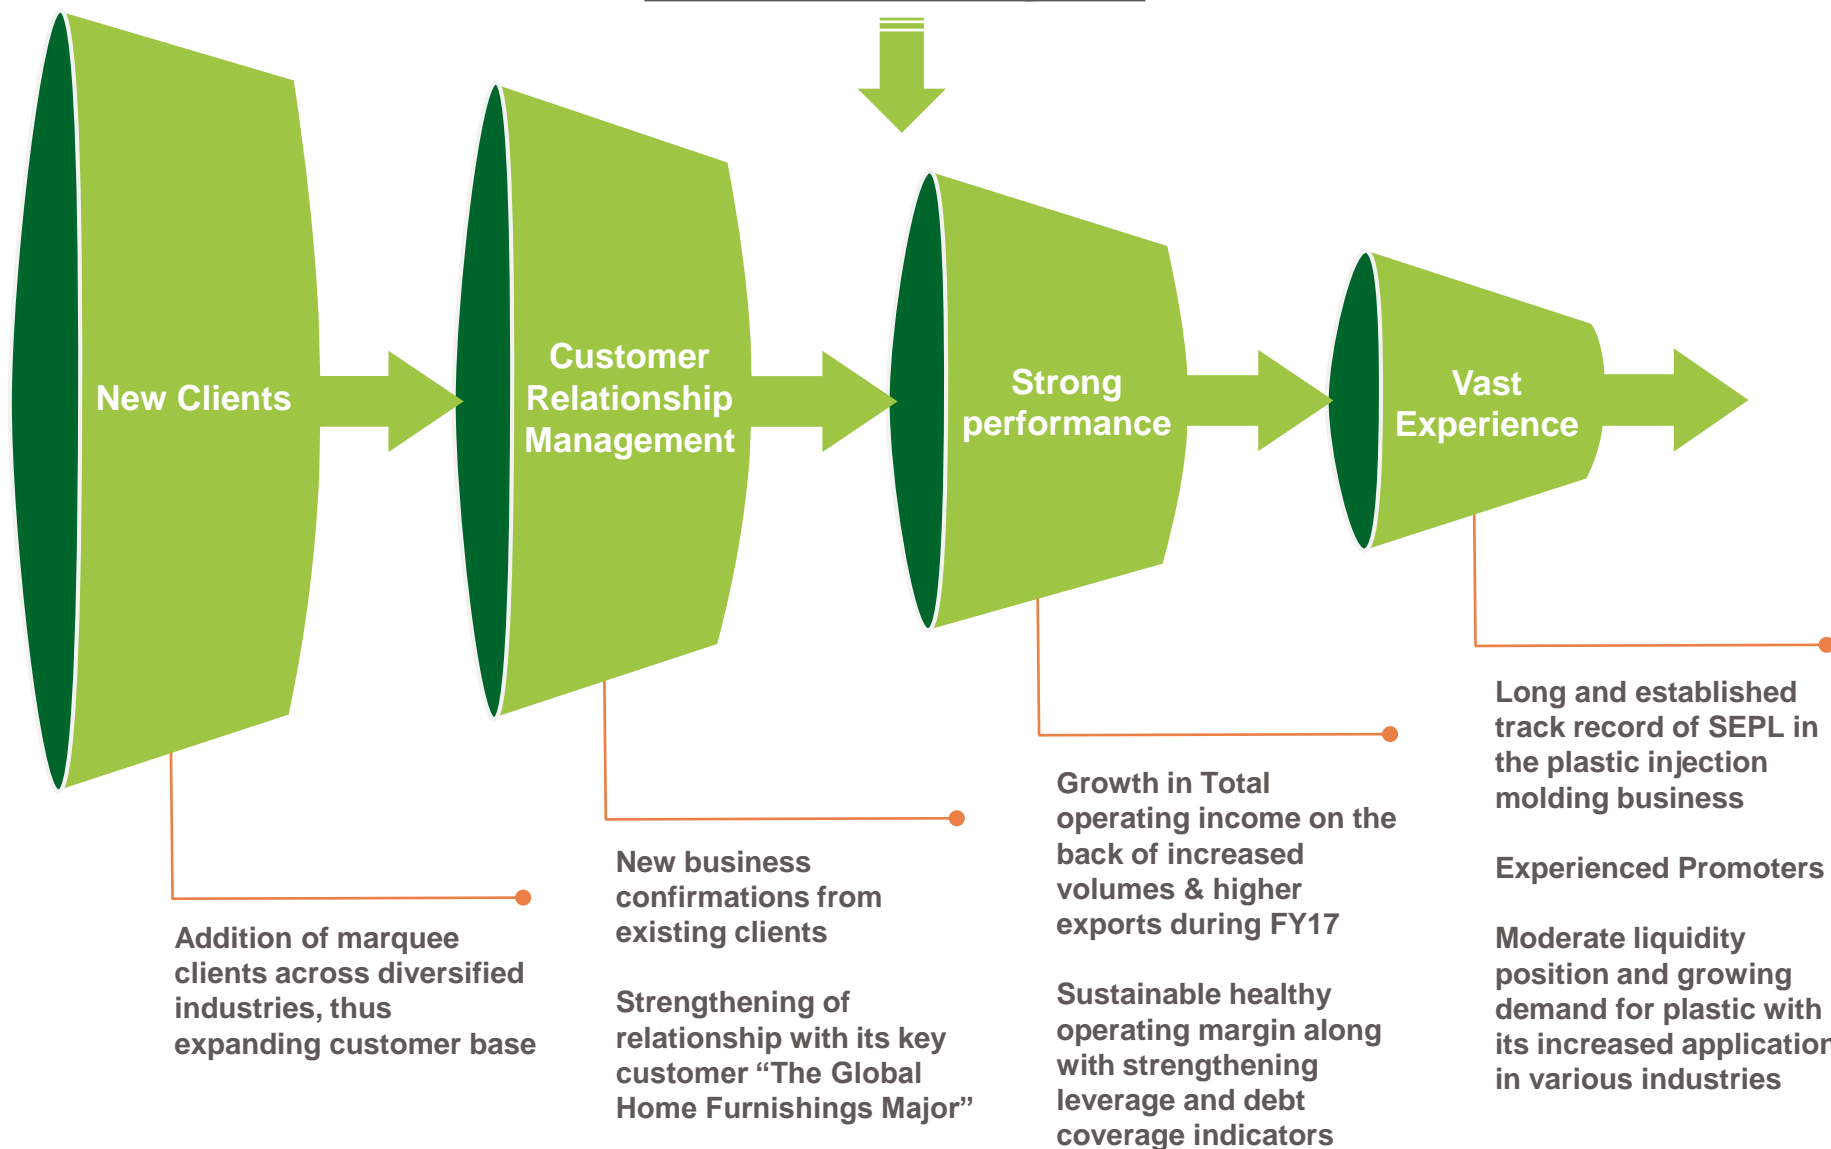 New Clients
Customer
Relationship
Management
Strong
performance
Vast
Experience
Addition of marquee
clients across diversified
industries, thus
expanding customer base
New business
confirmations from
existing clients
Strengthening of
relationship with its key
customer “The Global
Home Furnishings Major”
Growth in Total
operating income on the
back of increased
volumes & higher
exports during FY17
Sustainable healthy
operating margin along
with strengthening
leverage and debt
coverage indicators
Long and established
track record of SEPL in
the plastic injection
molding business
Experienced Promoters
Moderate liquidity
position and growing
demand for plastic with
its increased application
in various industries